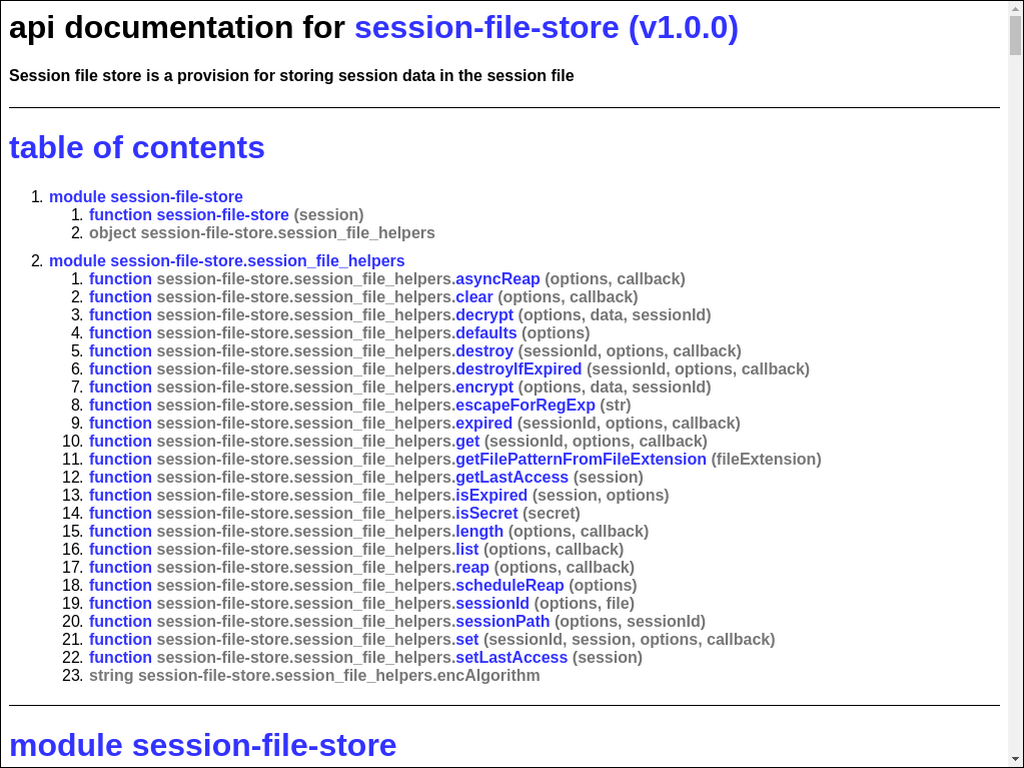 api documentation for session-file-store (v1.0.0)
Session file store is a provision for storing session data in the session file
table of contents
1. module session-file-store
1. function session-file-store (session)
2. object session-file-store.session_file_helpers
2. module session-file-store.session_file_helpers
1. function session-file-store.session_file_helpers.asyncReap (options, callback)
2. function session-file-store.session_file_helpers.clear (options, callback)
3. function session-file-store.session_file_helpers.decrypt (options, data, sessionId)
4. function session-file-store.session_file_helpers.defaults (options)
5. function session-file-store.session_file_helpers.destroy (sessionId, options, callback)
6. function session-file-store.session_file_helpers.destroyIfExpired (sessionId, options, callback)
7. function session-file-store.session_file_helpers.encrypt (options, data, sessionId)
8. function session-file-store.session_file_helpers.escapeForRegExp (str)
9. function session-file-store.session_file_helpers.expired (sessionId, options, callback)
10. function session-file-store.session_file_helpers.get (sessionId, options, callback)
11. function session-file-store.session_file_helpers.getFilePatternFromFileExtension (fileExtension)
12. function session-file-store.session_file_helpers.getLastAccess (session)
13. function session-file-store.session_file_helpers.isExpired (session, options)
14. function session-file-store.session_file_helpers.isSecret (secret)
15. function session-file-store.session_file_helpers.length (options, callback)
16. function session-file-store.session_file_helpers.list (options, callback)
17. function session-file-store.session_file_helpers.reap (options, callback)
18. function session-file-store.session_file_helpers.scheduleReap (options)
19. function session-file-store.session_file_helpers.sessionId (options, file)
20. function session-file-store.session_file_helpers.sessionPath (options, sessionId)
21. function session-file-store.session_file_helpers.set (sessionId, session, options, callback)
22. function session-file-store.session_file_helpers.setLastAccess (session)
23. string session-file-store.session_file_helpers.encAlgorithm
module session-file-store